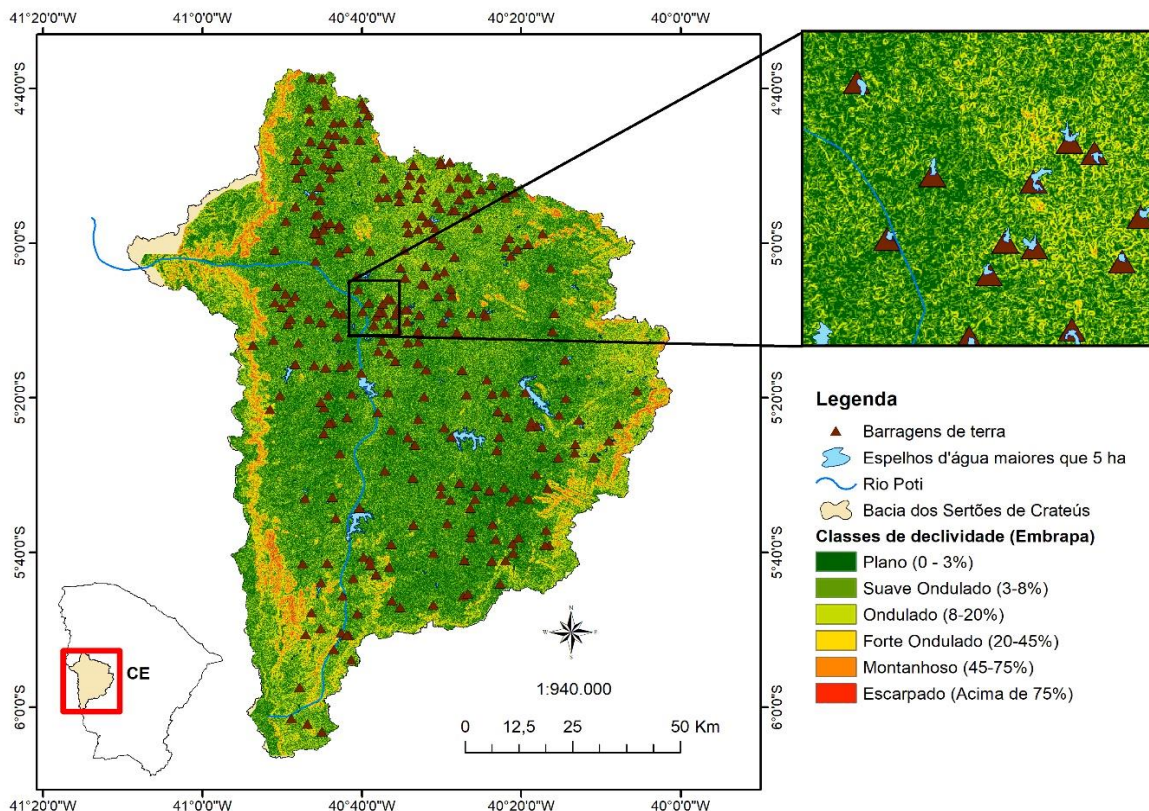 41°20'0"W
41°0'0"W
40°40'0"W
40°20'0"W
40°0'0"W
4°40'0"S
5°0'0"S
5°20'0"S
5°40'0"S
6°0'0"S
4°40'0"S
5°0'0"S
5°20'0"S
5°40'0"S
6°0'0"S
Legenda
Barragens de terra
Espelhos d'água maiores que 5 ha
Rio Poti
Bacia dos Sertões de Crateús
Classes de declividade (Embrapa)
Plano (0 - 3%)
Suave Ondulado (3-8%)
Ondulado (8-20%)
Forte Ondulado (20-45%)
Montanhoso (45-75%)
Escarpado (Acima de 75%)
CE
N
W
E
S
1:940.000
0 12,5 25 50 Km
41°20'0"W
41°0'0"W
40°40'0"W
40°20'0"W
40°0'0"W